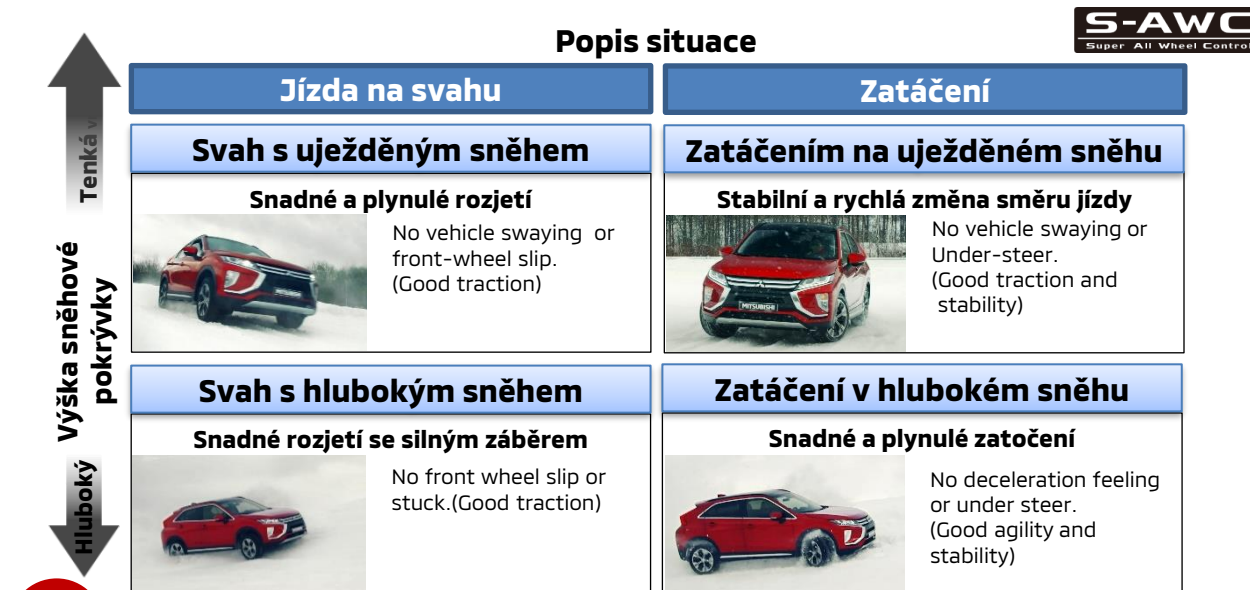 S-AWC
Super All Wheel Control
Popis situace
Jízda na svahu
Zatáčení
Tenká
Výška sněhové
pokrývky
Hluboký
Svah s uježděným sněhem
Snadné a plynulé rozjetí
No vehicle swaying or
front-wheel slip.
(Good traction)
Zatáčením na uježděném sněhu
Stabilní a rychlá změna směru jízdy
No vehicle swaying or
Under-steer.
(Good traction and
stability)
MITSUBISHI
Svah s hlubokým sněhem
Snadné rozjetí se silným záběrem
No front wheel slip or
stuck.(Good traction)
Zatáčení v hlubokém sněhu
Snadné a plynulé zatočení
No deceleration feeling
or under steer.
(Good agility and
stability)